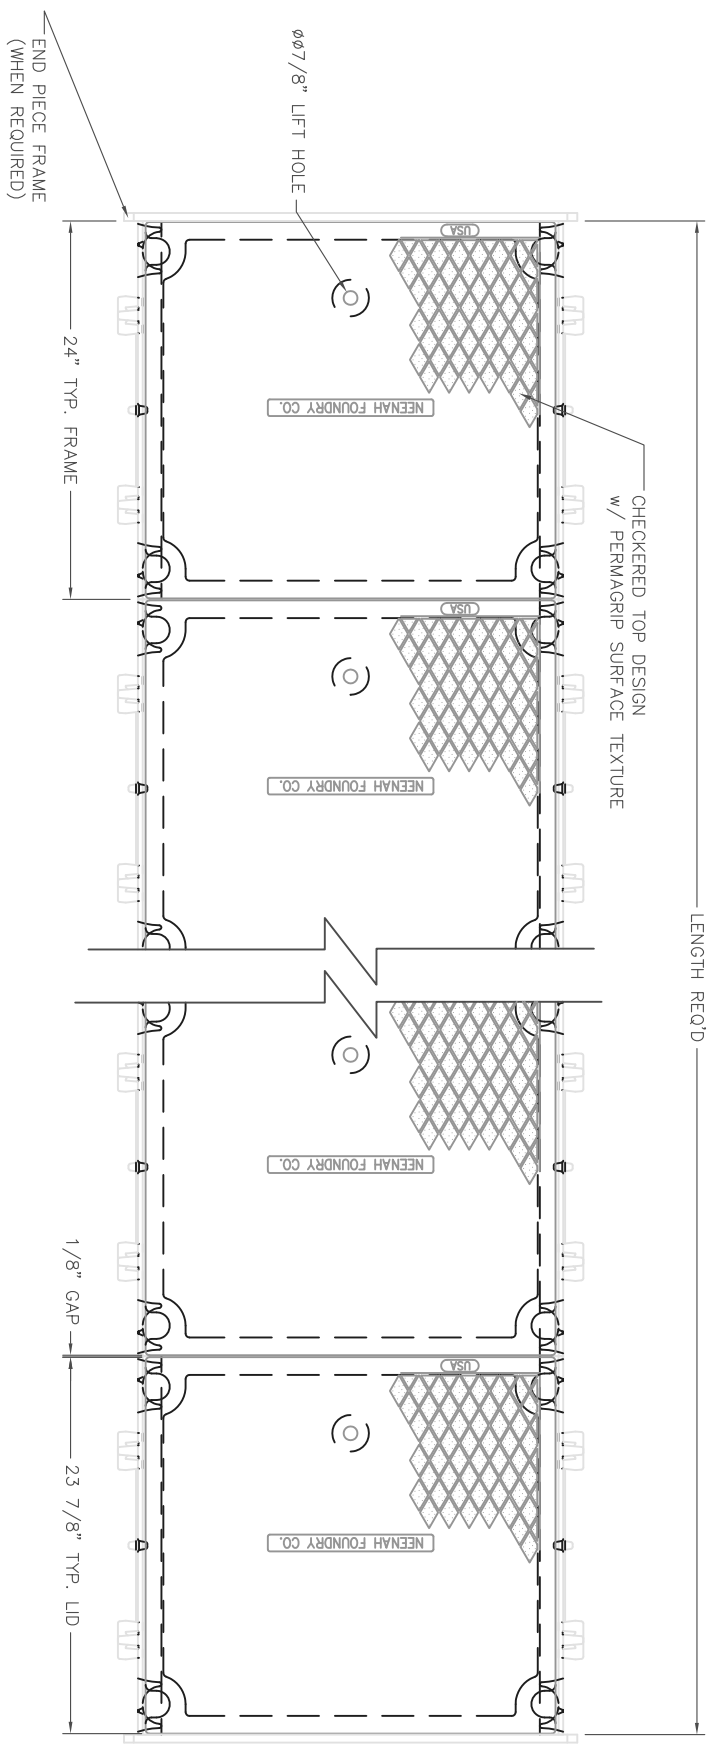 LENGTH REQ'D
CHECKERED TOP DESIGN
w/ PERMAGRIP SURFACE TEXTURE
øø7/8" LIFT HOLE
END PIECE FRAME
(WHEN REQUIRED)
24" TYP. FRAME
1/8" GAP
23 7/8" TYP. LID
USA
NEENAH FOUNDRY CO.
USA
NEENAH FOUNDRY CO.
NEENAH FOUNDRY CO.
USA
NEENAH FOUNDRY CO.